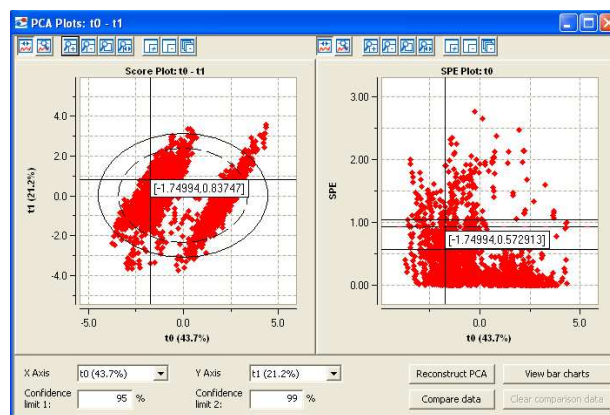 PCA Plots: t0 - t1
Score Plot: t0 - t1
4.0
2.0
0.0
-2.0
-4.0
t1 (21.2%)
[-1.74994,0.83747]
-5.0
0.0
5.0
t0 (43.7%)
SPE Plot: t0
3.00
2.00
1.00
0.00
SPE
[-1.74994,0.572913]
-5.0
0.0
5.0
t0 (43.7%)
X Axis t0 (43.7%) Y Axis t1 (21.2%) Reconstruct PCA View bar charts
Confidence limit 1: 95 % Confidence limit 2: 99 % Compare data Clear comparison data